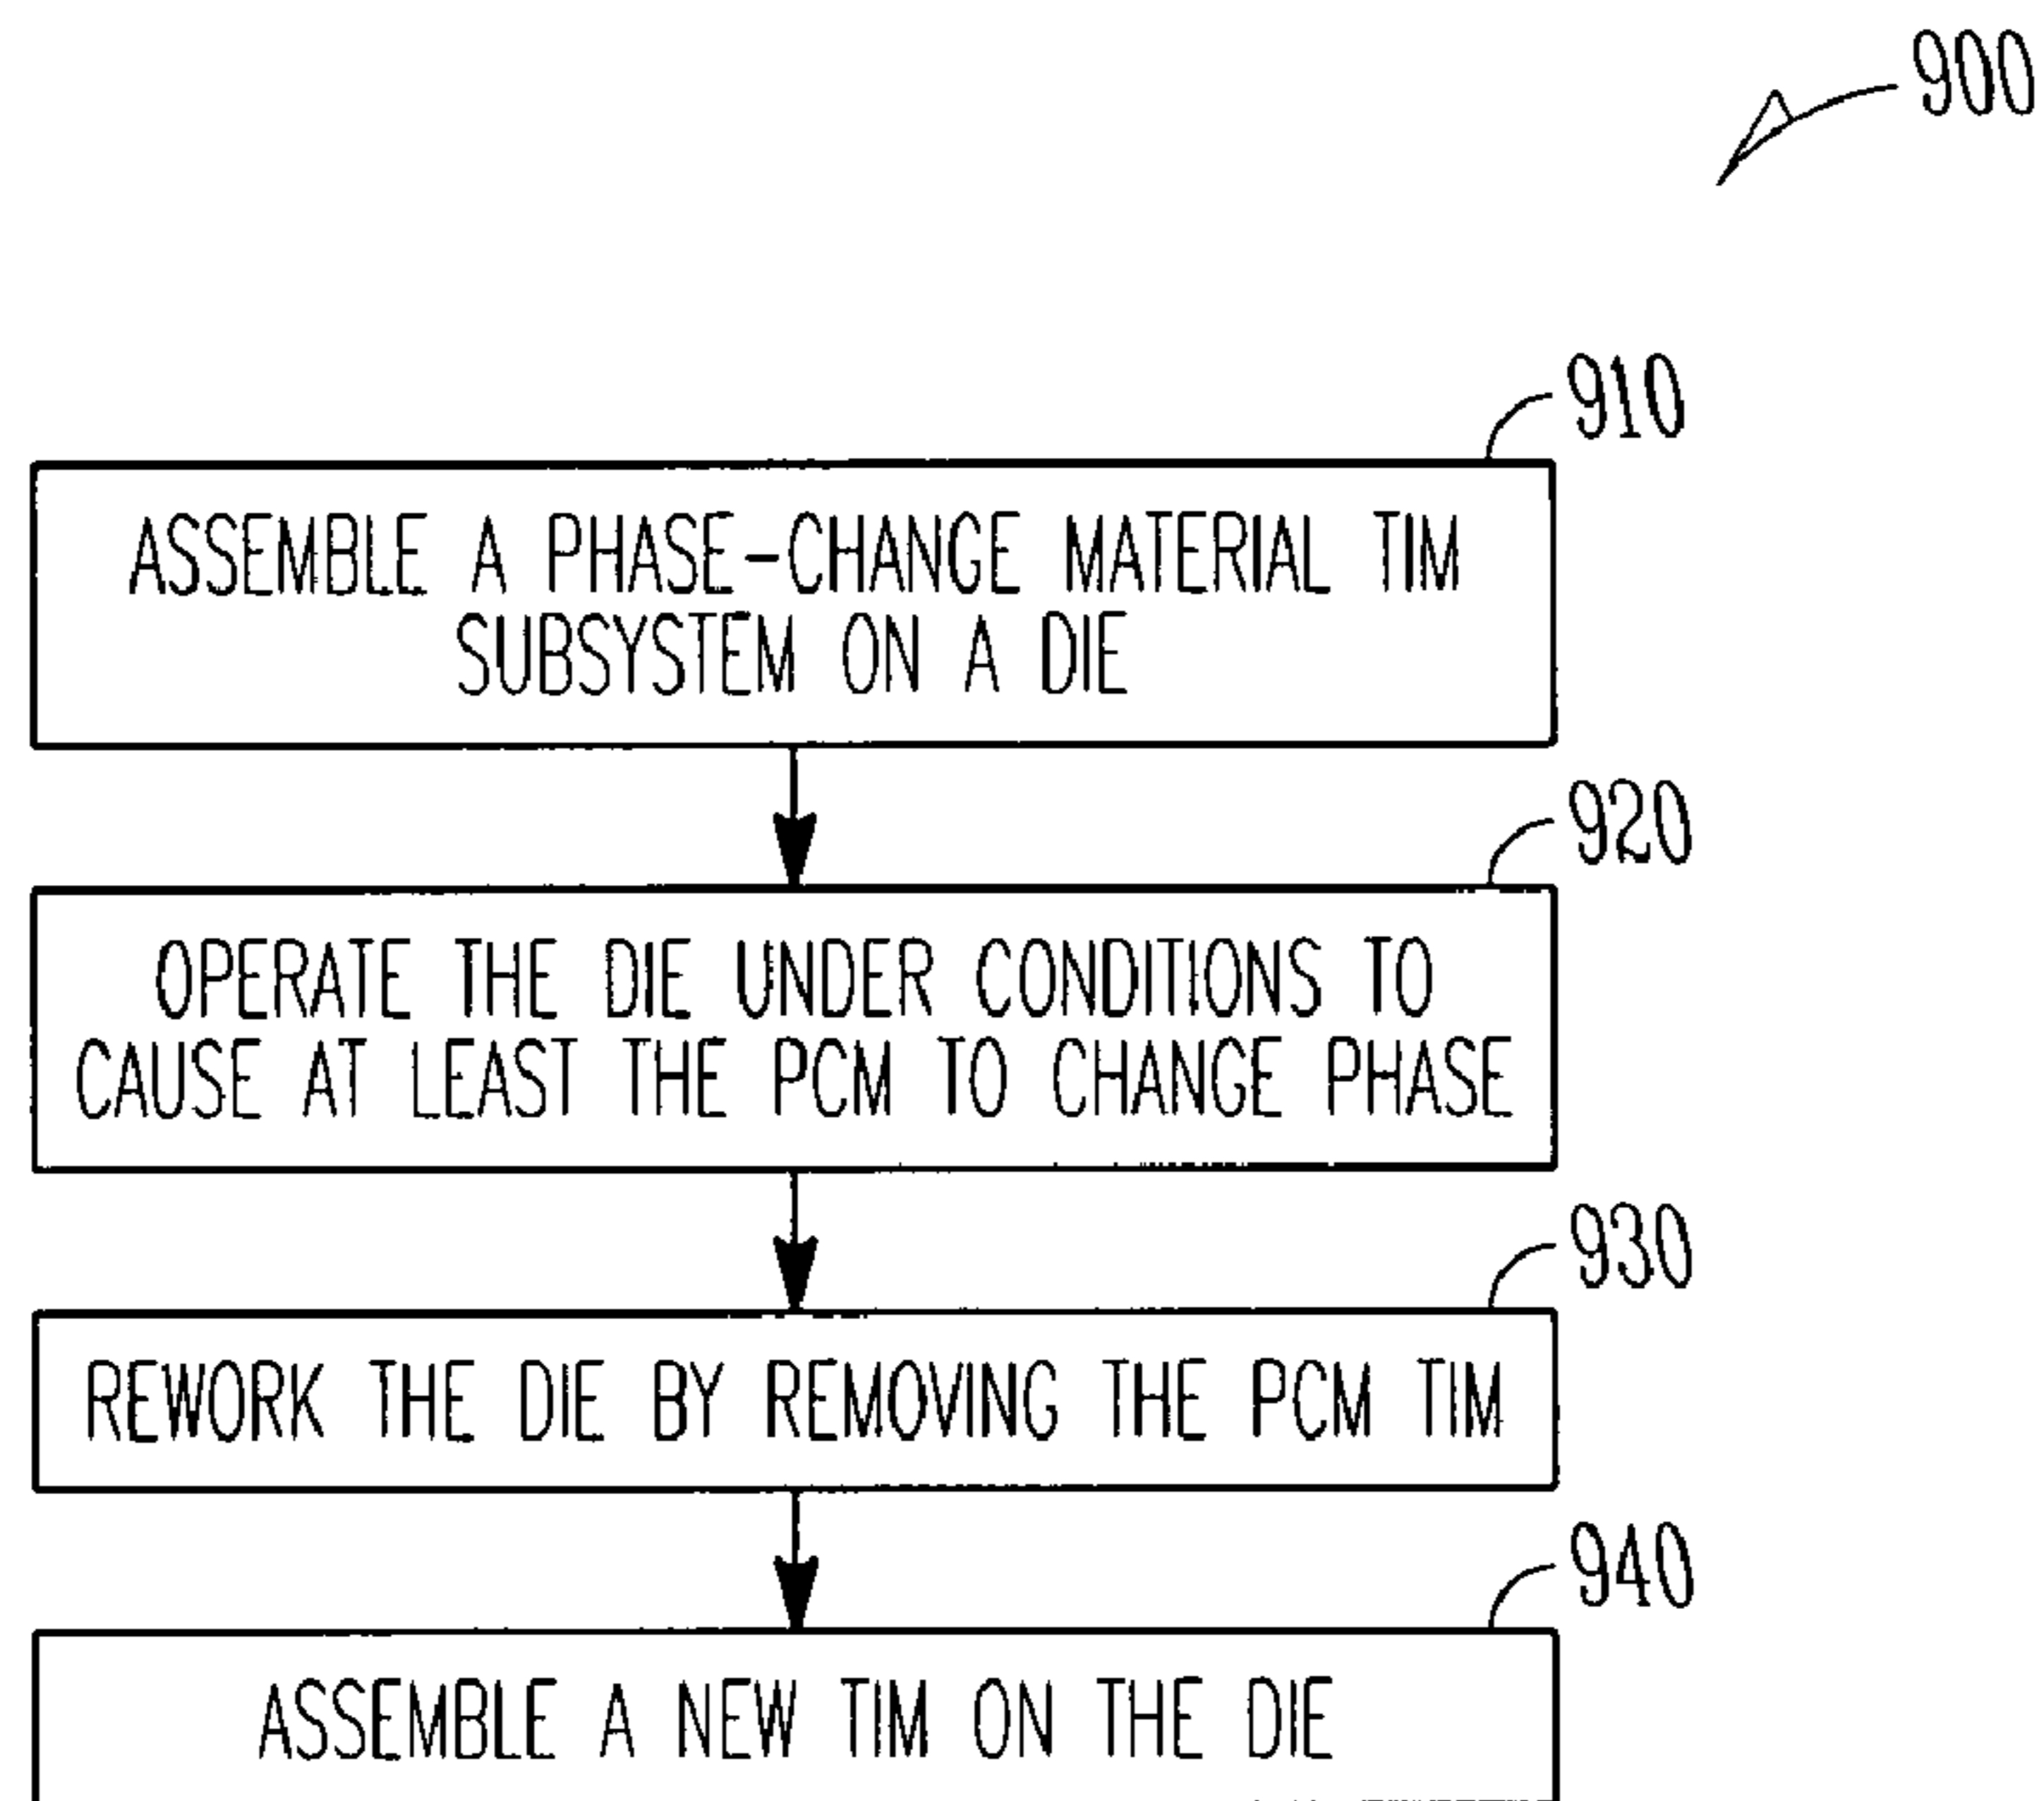 900
910
ASSEMBLE A PHASE-CHANGE MATERIAL TIM
SUBSYSTEM ON A DIE
920
OPERATE THE DIE UNDER CONDITIONS TO
CAUSE AT LEAST THE PCM TO CHANGE PHASE
930
REWORK THE DIE BY REMOVING THE PCM TIM
940
ASSEMBLE A NEW TIM ON THE DIE